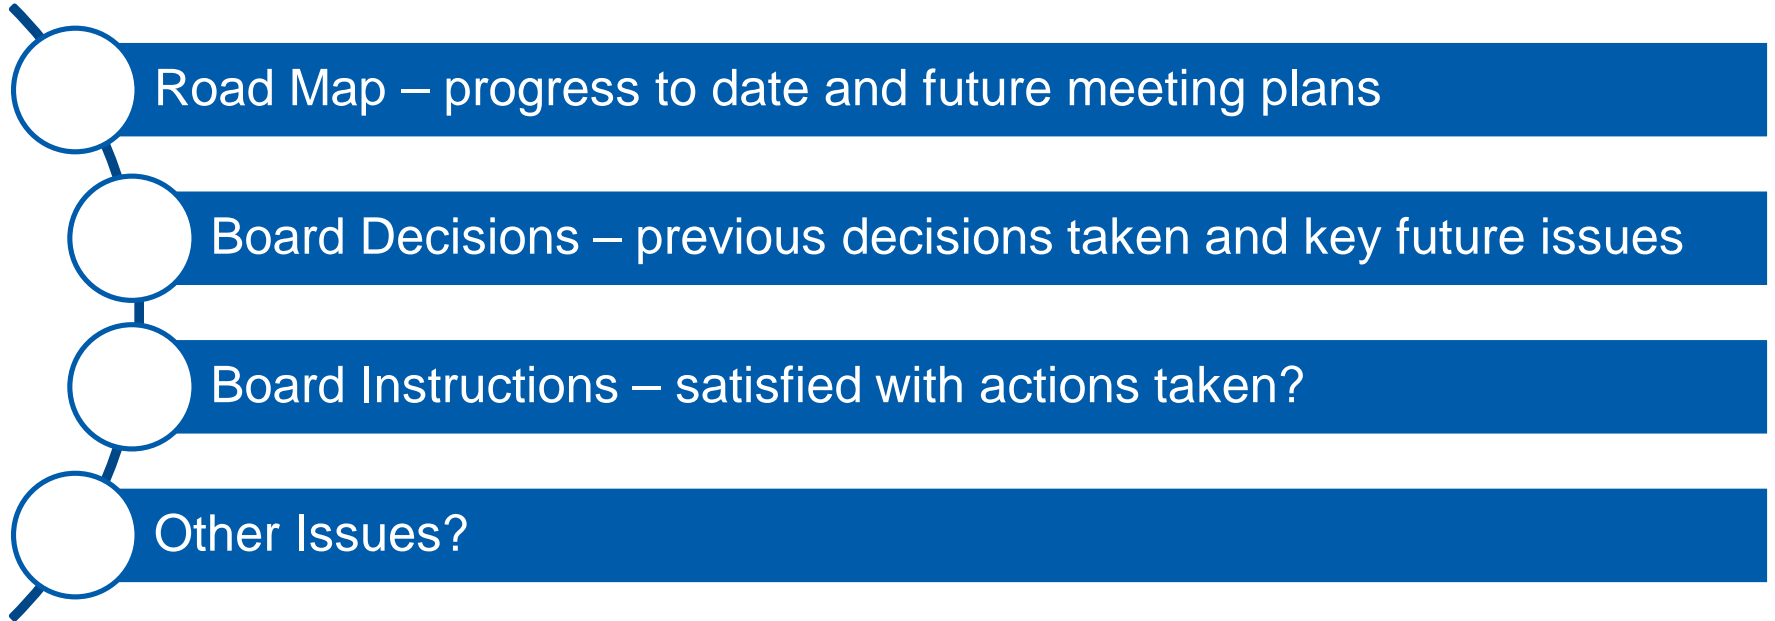 Road Map – progress to date and future meeting plans
Board Decisions – previous decisions taken and key future issues
Board Instructions – satisfied with actions taken?
Other Issues?